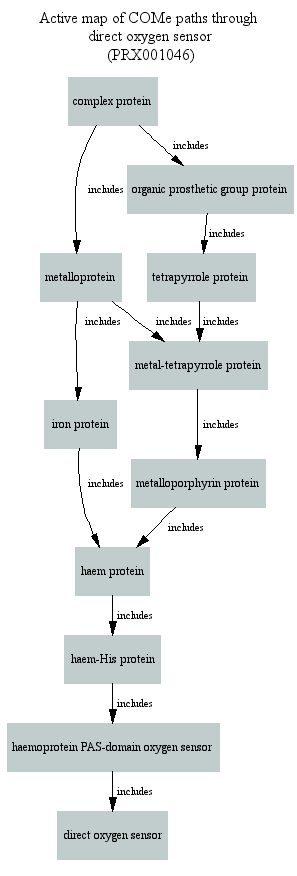 Active map of COMe paths through
direct oxygen sensor
(PRX001046)
complex protein
includes
organic prosthetic group protein
includes
includes
metalloprotein
tetrapyrrole protein
includes
includes
includes
metal-tetrapyrrole protein
iron protein
includes
metalloporphyrin protein
includes
includes
haem protein
includes
haem-His protein
includes
haemoprotein PAS-domain oxygen sensor
includes
direct oxygen sensor